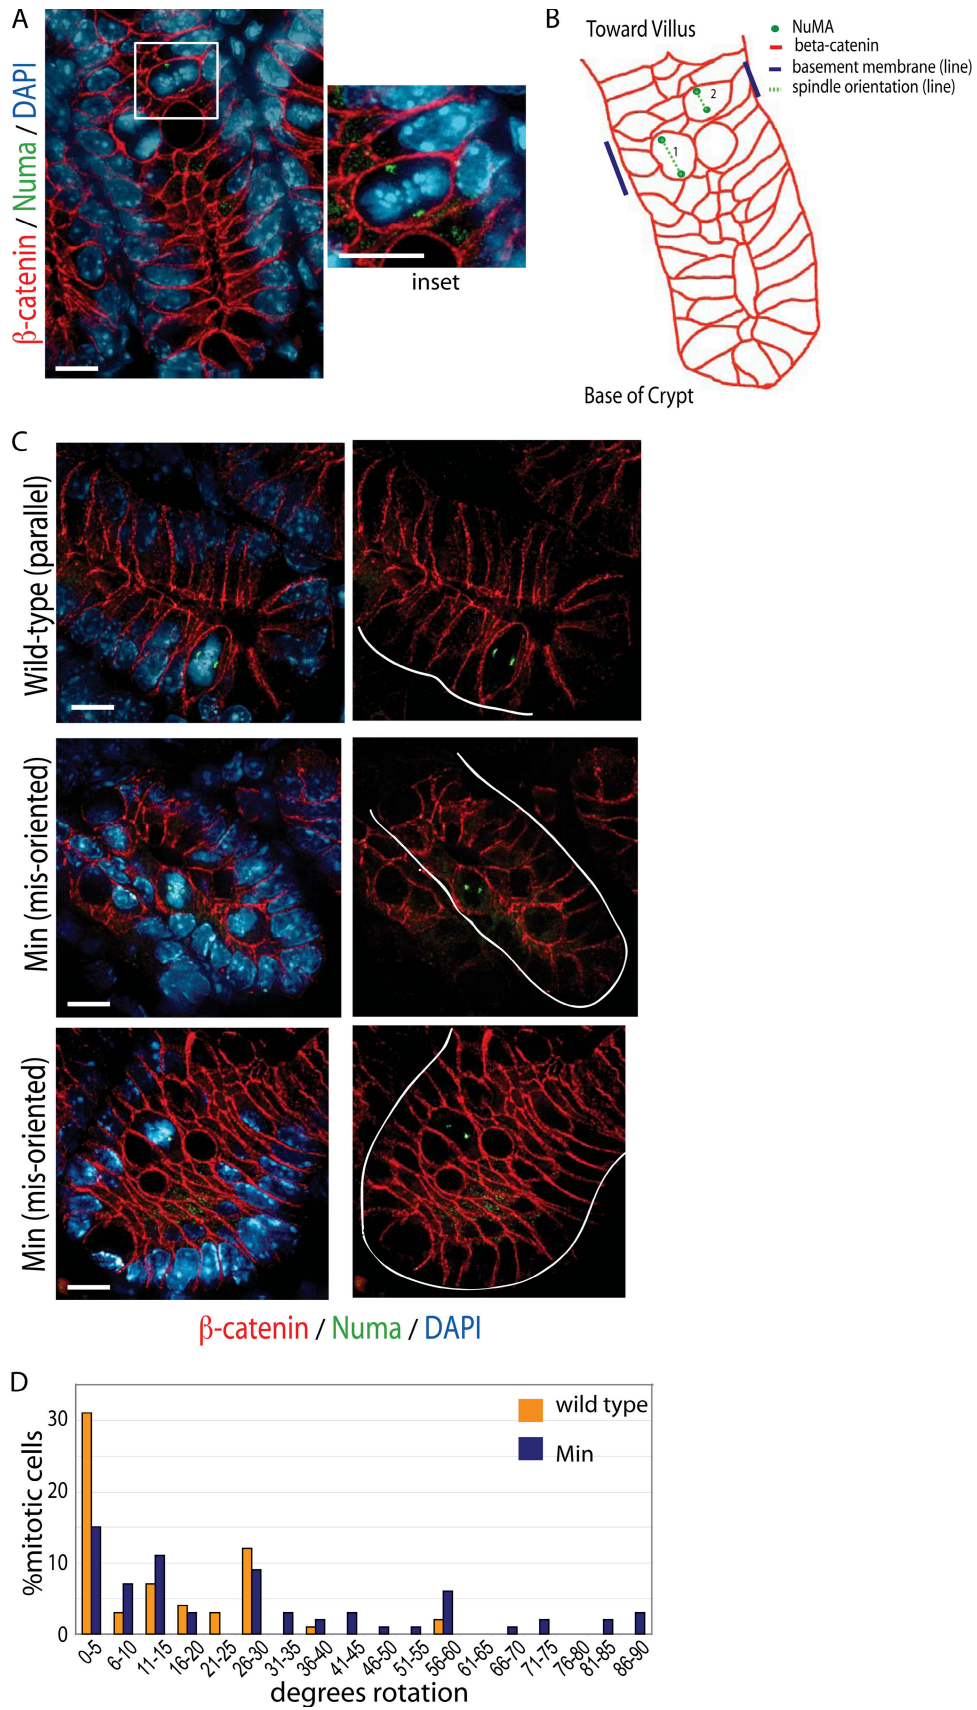 A
β-catenin / Numa / DAPI
inset
B
Toward Villus
NuMA
beta-catenin
basement membrane (line)
spindle orientation (line)
2
1
Base of Crypt
C
Wild-type (parallel)
Min (mis-oriented)
Min (mis-oriented)
β-catenin / Numa / DAPI
D
%mitotic cells
30
20
10
0
wild type
Min
0-5 6-10 11-15 16-20 21-25 26-30 31-35 36-40 41-45 46-50 51-55 56-60 61-65 66-70 71-75 76-80 81-85 86-90
degrees rotation